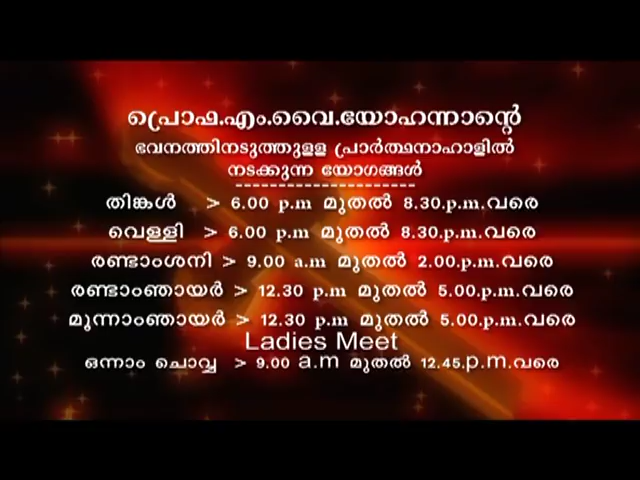 പ്രൊഫ.എം.വൈ.യോഹന്നാന്റെ
ഭവനത്തിനടുത്തുളള പ്രാർത്ഥനാഹാളിൽ
നടക്കുന്ന യോഗങ്ങൾ
--------------------
തിങ്കൾ > 6.00 p.m മുതൽ 8.30.p.m.വരെ
വെള്ളി > 6.00 p.m മുതൽ 8.30.p.m.വരെ
രണ്ടാംശനി > 9.00 a.m മുതൽ 2.00.p.m.വരെ
രണ്ടാംഞായർ > 12.30 p.m മുതൽ 5.00.p.m.വരെ
മൂന്നാംഞായർ > 12.30 p.m മുതൽ 5.00.p.m.വരെ
Ladies Meet
ഒന്നാം ചൊവ്വ > 9.00 a.m മുതൽ 12.45.p.m.വരെ